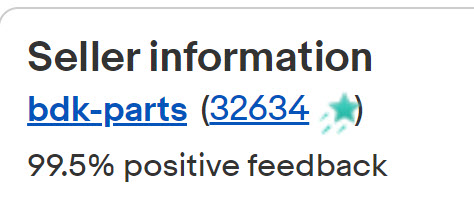 Seller information
bdk-parts (32634)
99.5% positive feedback